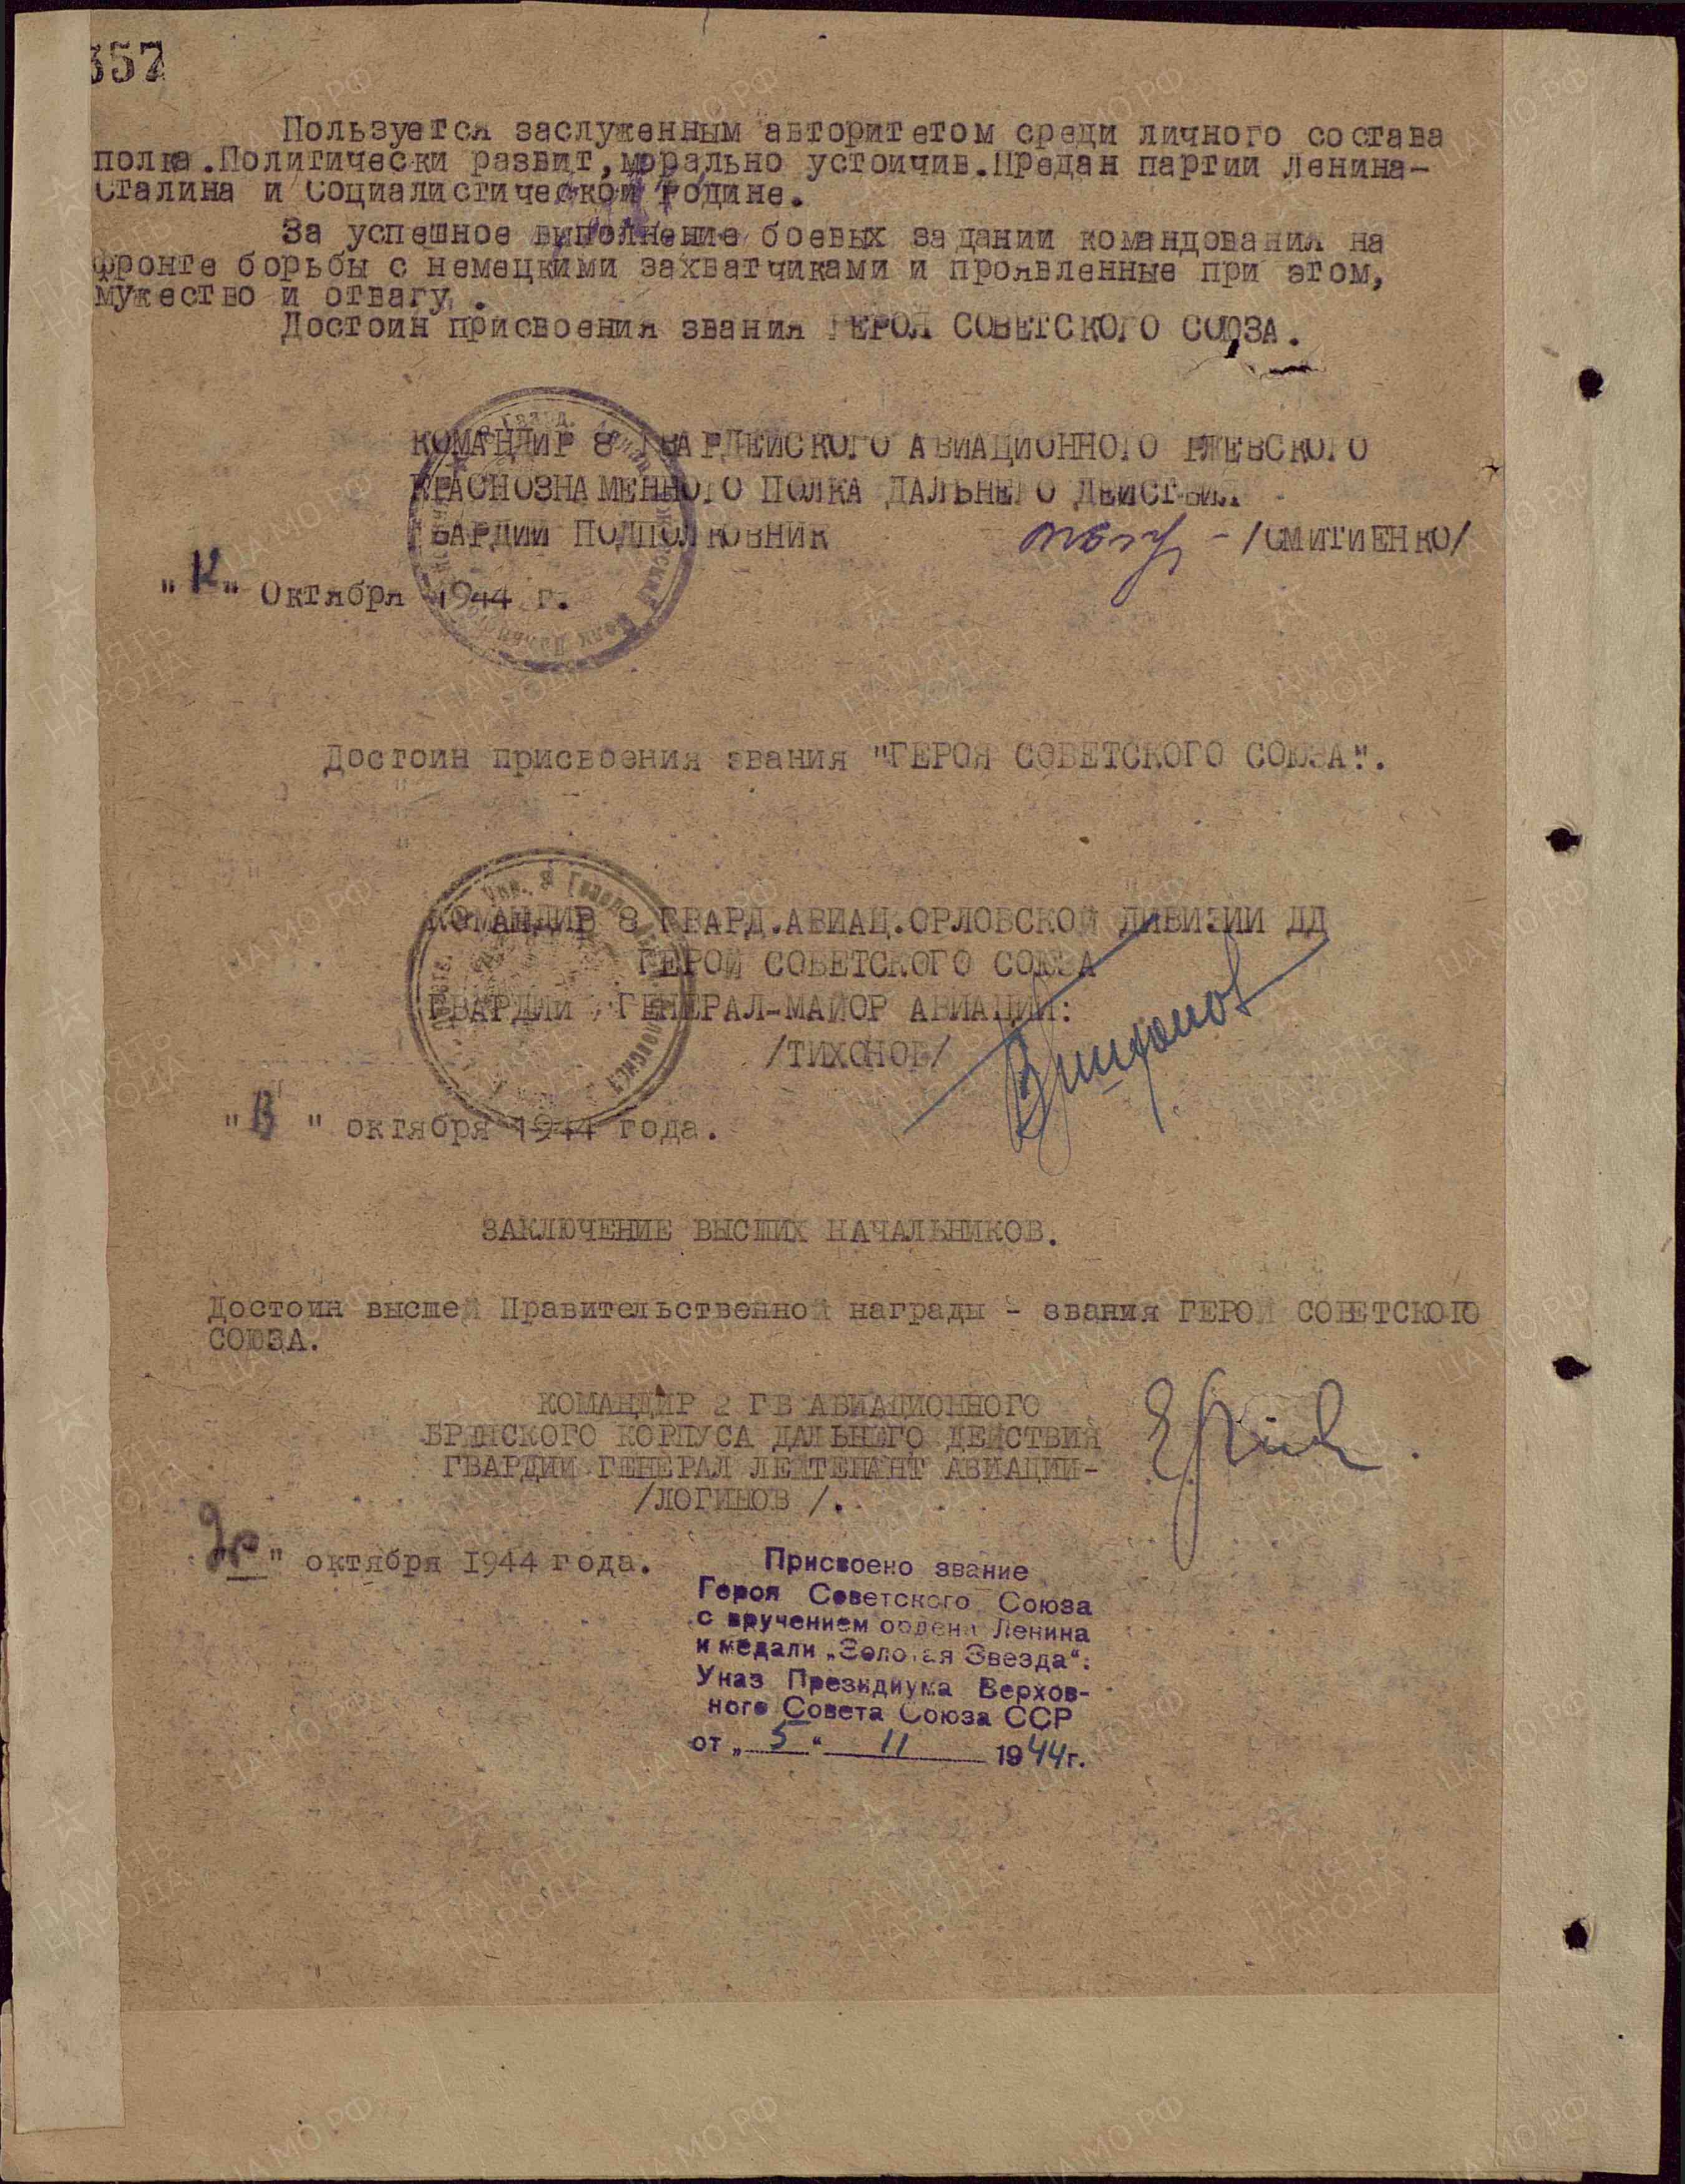 357
Пользуется заслуженным авторитетом среди личного состава
полка.Политически развит,морально устойчив.Предан партии Ленина-
Сталина и Социалистической Родине.
За успешное выполнение боевых заданий командования на
фронте борьбы с немецкими захватчиками и проявленные при этом,
мужество и отвагу.
Достоин присвоения звания ГЕРОЯ СОВЕТСКОГО СОЮЗА.
КОМАНДИР 8 ГВАРДЕЙСКОГО АВИАЦИОННОГО РЖЕВСКОГО
КРАСНОЗНАМЕННОГО ПОЛКА ДАЛЬНЕГО ДЕЙСТВИЯ
ГВАРДИИ ПОДПОЛКОВНИК - /СМИТИЕНКО/
" " Октября 1944 г.
Достоин присвоения звания "ГЕРОЯ СОВЕТСКОГО СОЮЗА".
КОМАНДИР 8 ГВАРД.АВИАЦ.ОРЛОВСКОЙ ДИВИЗИИ ДД
ГЕРОЙ СОВЕТСКОГО СОЮЗА
ГВАРДИИ ГЕНЕРАЛ-МАЙОР АВИАЦИИ:
/ТИХОНОВ/
" " октября 1944 года.
ЗАКЛЮЧЕНИЕ ВЫСШИХ НАЧАЛЬНИКОВ.
Достоин высшей Правительственной награды - звания ГЕРОЙ СОВЕТСКОГО
СОЮЗА.
КОМАНДИР 2 ГВ АВИАЦИОННОГО
БРЯНСКОГО КОРПУСА ДАЛЬНЕГО ДЕЙСТВИЯ
ГВАРДИИ ГЕНЕРАЛ ЛЕЙТЕНАНТ АВИАЦИИ-
/ЛОГИНОВ /.
" октября 1944 года.
Присвоено звание
Героя Советского Союза
с вручением ордена Ленина
и медали „Золотая Звезда“.
Указ Президиума Верхов-
ного Совета Союза ССР
от „ 5 “ 11 1944г.